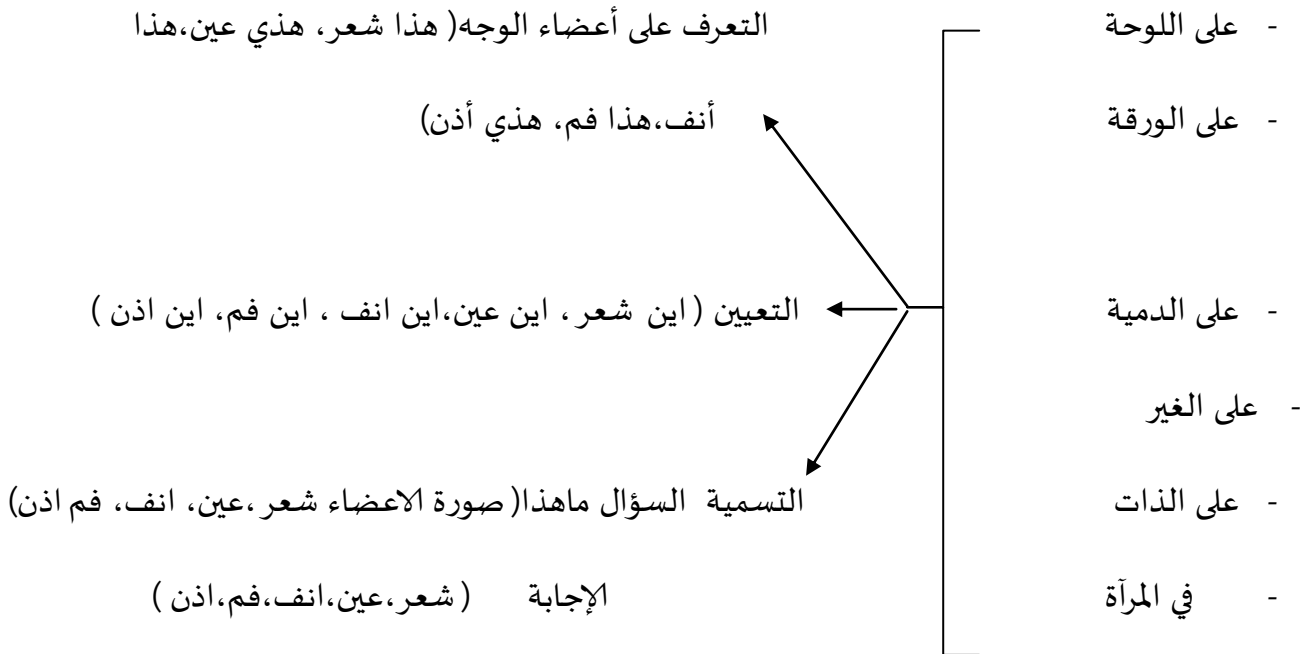 - على اللوحة
التعرف على أعضاء الوجه( هذا شعر، هذي عين،هذا
- على الورقة
أنف،هذا فم، هذي أذن)
- على الدمية
التعيين ( اين شعر ، اين عين،اين انف ، اين فم، اين اذن )
- على الغير
- على الذات
التسمية السؤال ماهذا( صورة الاعضاء شعر ،عين، انف، فم اذن)
- في المرآة
الإجابة ( شعر،عين،انف،فم،اذن )